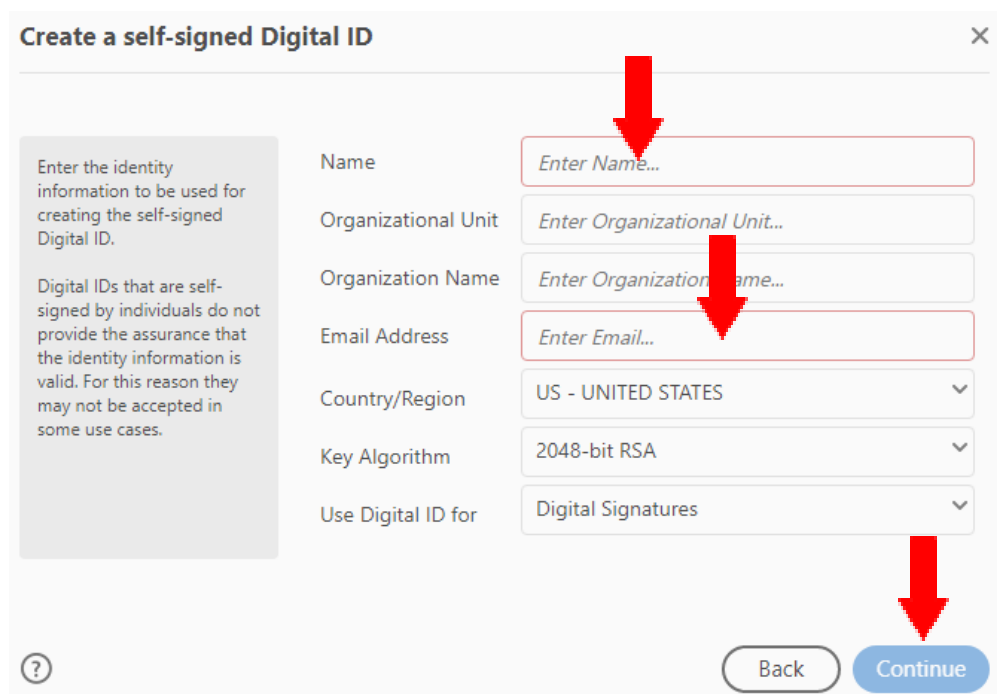 Create a self-signed Digital ID
Enter the identity
information to be used for
creating the self-signed
Digital ID.
Digital IDs that are self-
signed by individuals do not
provide the assurance that
the identity information is
valid. For this reason they
may not be accepted in
some use cases.
Name
Enter Name...
Organizational Unit
Enter Organizational Unit...
Organization Name
Enter Organization ame...
Email Address
Enter Email...
Country/Region
US - UNITED STATES
Key Algorithm
2048-bit RSA
Use Digital ID for
Digital Signatures
?
Back
Continue